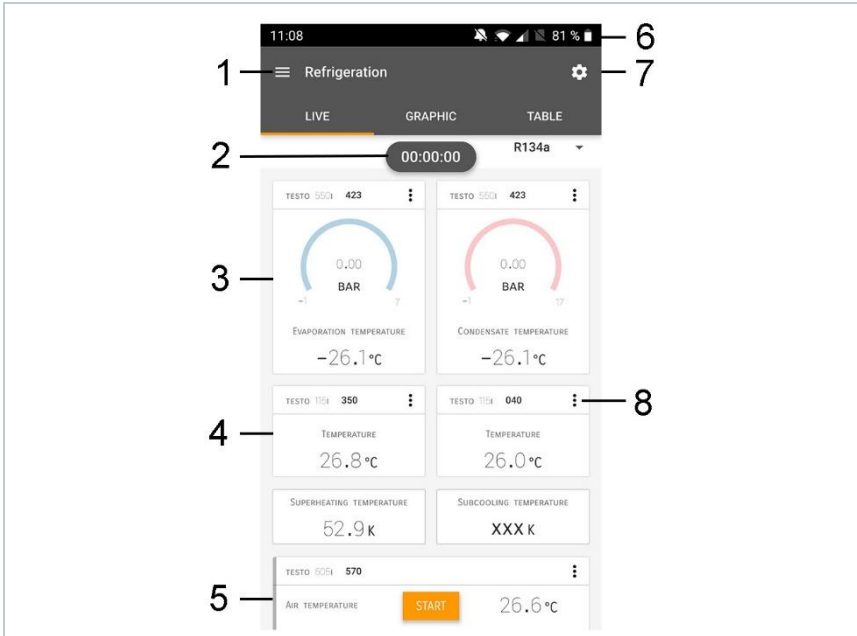 11:08 81 % 6
1 Refrigeration 7
LIVE GRAPHIC TABLE
2 00:00:00 R134a
TESTO 550I 423 TESTO 550I 423
3 0.00 0.00
BAR BAR
-1 7 -1 17
EVAPORATION TEMPERATURE CONDENSATE TEMPERATURE
-26.1°C -26.1°C
TESTO 115I 350 TESTO 115I 040 8
4 TEMPERATURE TEMPERATURE
26.8°C 26.0°C
SUPERHEATING TEMPERATURE SUBCOOLING TEMPERATURE
52.9 K XXX K
TESTO 605I 570
5 AIR TEMPERATURE START 26.6°C